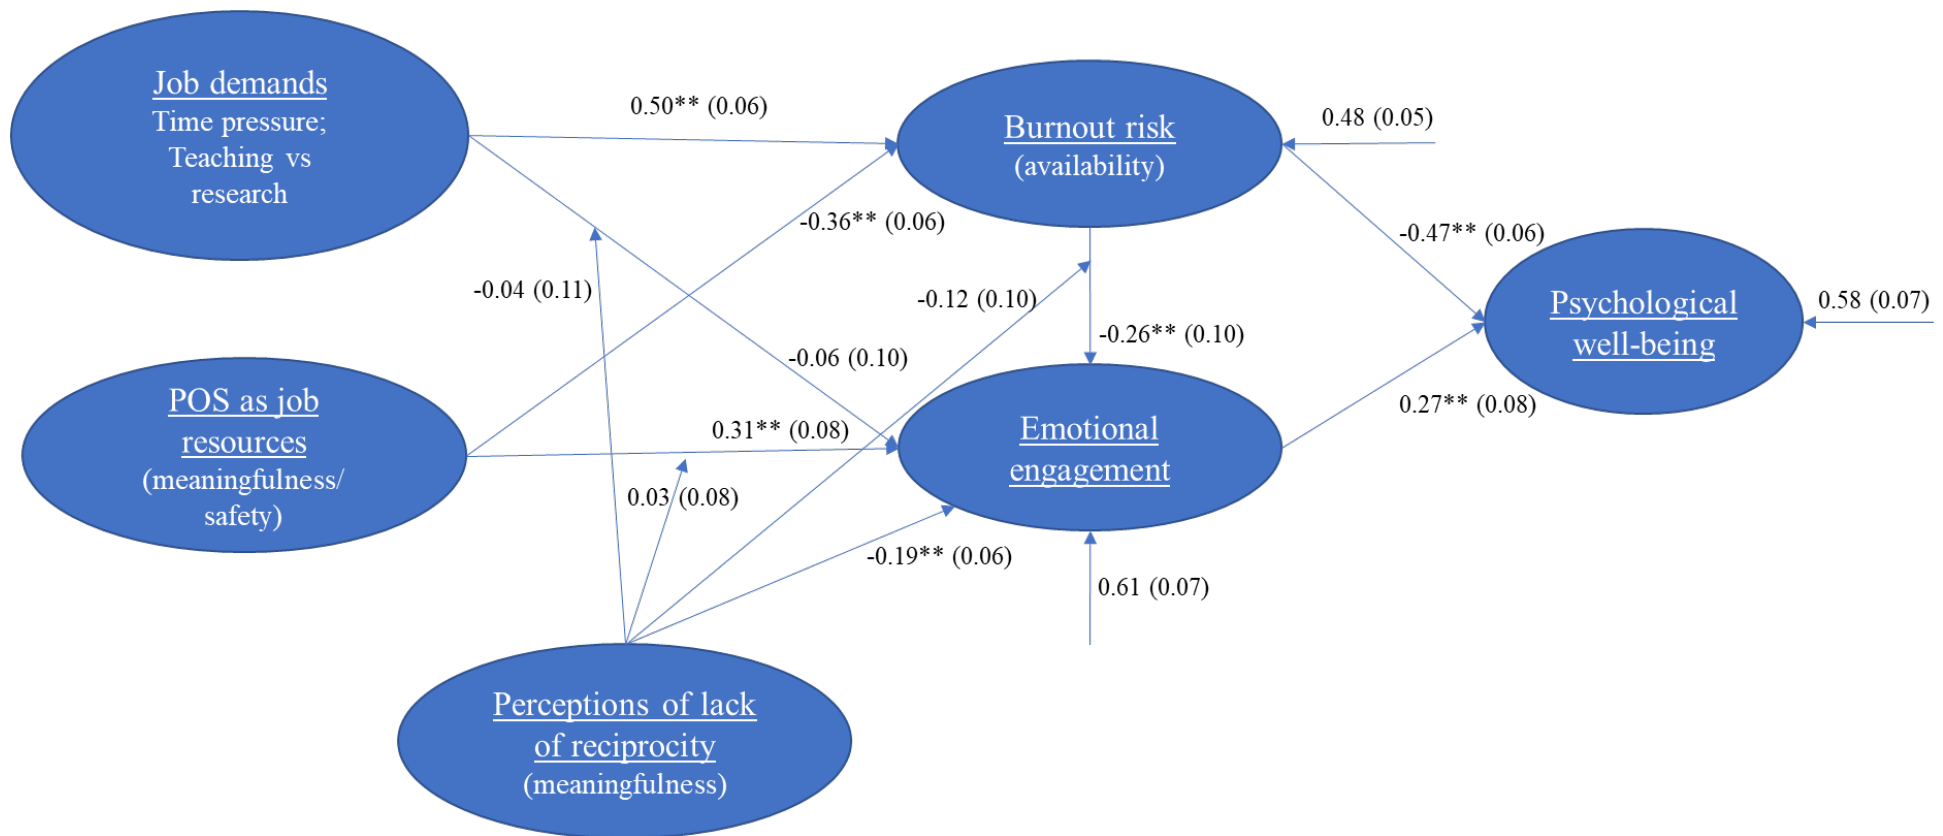 Job demands
Time pressure;
Teaching vs
research
0.50** (0.06)
Burnout risk
(availability)
0.48 (0.05)
-0.36** (0.06)
-0.47** (0.06)
-0.04 (0.11)
-0.12 (0.10)
Psychological
well-being
0.58 (0.07)
-0.06 (0.10)
-0.26** (0.10)
POS as job
resources
(meaningfulness/
safety)
0.31** (0.08)
Emotional
engagement
0.27** (0.08)
0.03 (0.08)
-0.19** (0.06)
0.61 (0.07)
Perceptions of lack
of reciprocity
(meaningfulness)